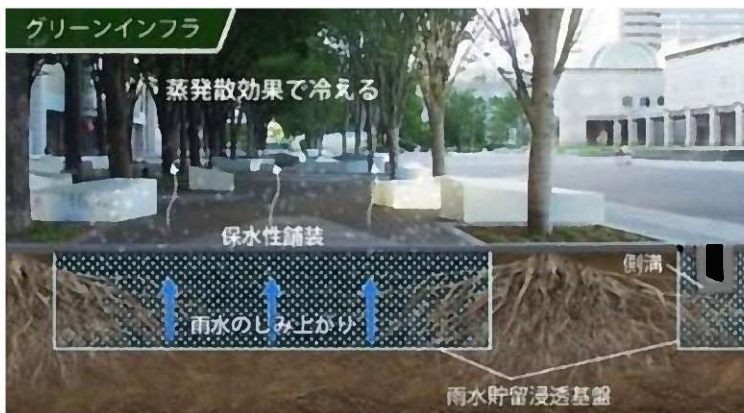 グリーンインフラ
蒸発散効果で冷える
保水性舗装
側溝
雨水のしみ上がり
雨水貯留浸透基盤